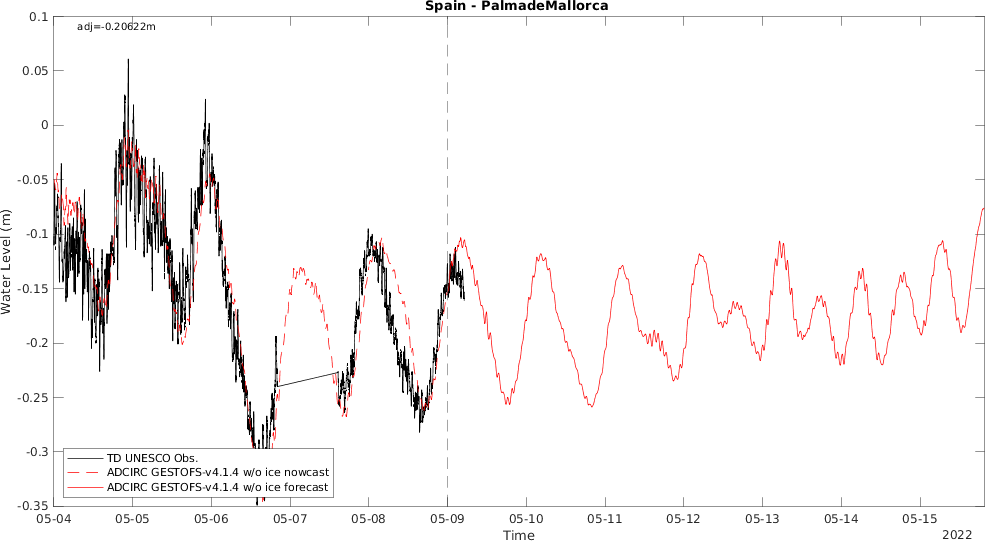 Spain - PalmadeMallorca
adj=-0.20622m
0.1
0.05
0
-0.05
-0.1
-0.15
-0.2
-0.25
-0.3
-0.35
Water Level (m)
TD UNESCO Obs.
ADCIRC GESTOFS-v4.1.4 w/o ice nowcast
ADCIRC GESTOFS-v4.1.4 w/o ice forecast
05-04 05-05 05-06 05-07 05-08 05-09 05-10 05-11 05-12 05-13 05-14 05-15
Time
2022